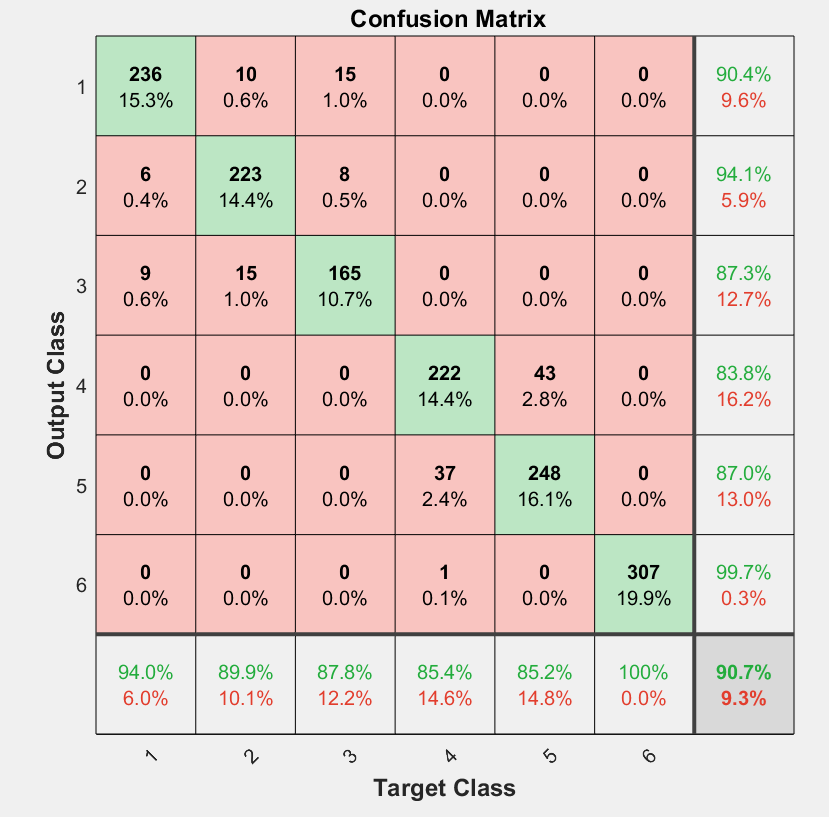 Confusion Matrix
1 236 10 15 0 0 0 90.4%
15.3% 0.6% 1.0% 0.0% 0.0% 0.0% 9.6%
2 6 223 8 0 0 0 94.1%
0.4% 14.4% 0.5% 0.0% 0.0% 0.0% 5.9%
3 9 15 165 0 0 0 87.3%
0.6% 1.0% 10.7% 0.0% 0.0% 0.0% 12.7%
4 0 0 0 222 43 0 83.8%
0.0% 0.0% 0.0% 14.4% 2.8% 0.0% 16.2%
5 0 0 0 37 248 0 87.0%
0.0% 0.0% 0.0% 2.4% 16.1% 0.0% 13.0%
6 0 0 0 1 0 307 99.7%
0.0% 0.0% 0.0% 0.1% 0.0% 19.9% 0.3%
94.0% 89.9% 87.8% 85.4% 85.2% 100% 90.7%
6.0% 10.1% 12.2% 14.6% 14.8% 0.0% 9.3%
1 2 3 4 5 6
Target Class
Output Class